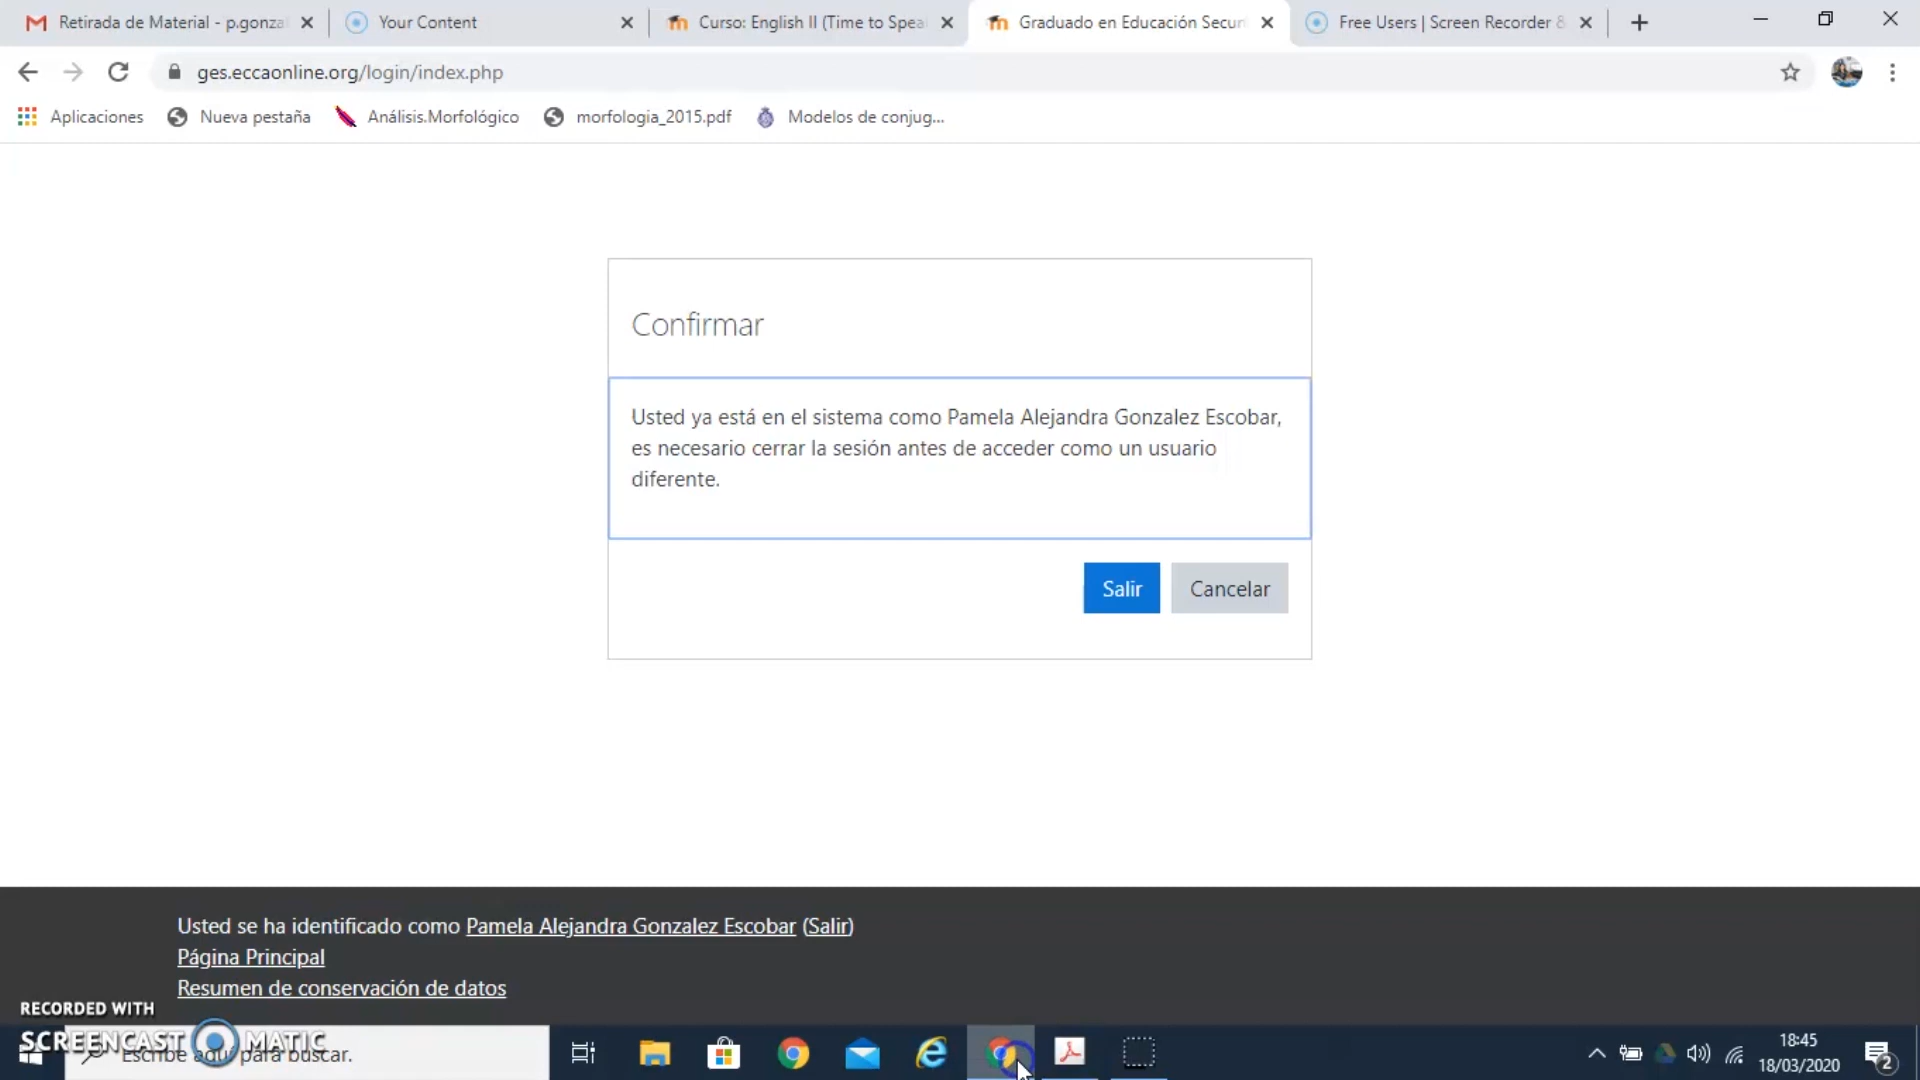 Retirada de Material - p.gonza
Your Content
Curso: English II (Time to Spea
Graduado en Educación Secun
Free Users | Screen Recorder &
ges.eccaonline.org/login/index.php
Aplicaciones
Nueva pestaña
Análisis.Morfológico
morfologia_2015.pdf
Modelos de conjug...
Confirmar
Usted ya está en el sistema como Pamela Alejandra Gonzalez Escobar,
es necesario cerrar la sesión antes de acceder como un usuario
diferente.
Salir
Cancelar
Usted se ha identificado como Pamela Alejandra Gonzalez Escobar (Salir)
Página Principal
Resumen de conservación de datos
RECORDED WITH
SCREENCAST MATIC
Escribe aquí para buscar.
18:45
18/03/2020
2